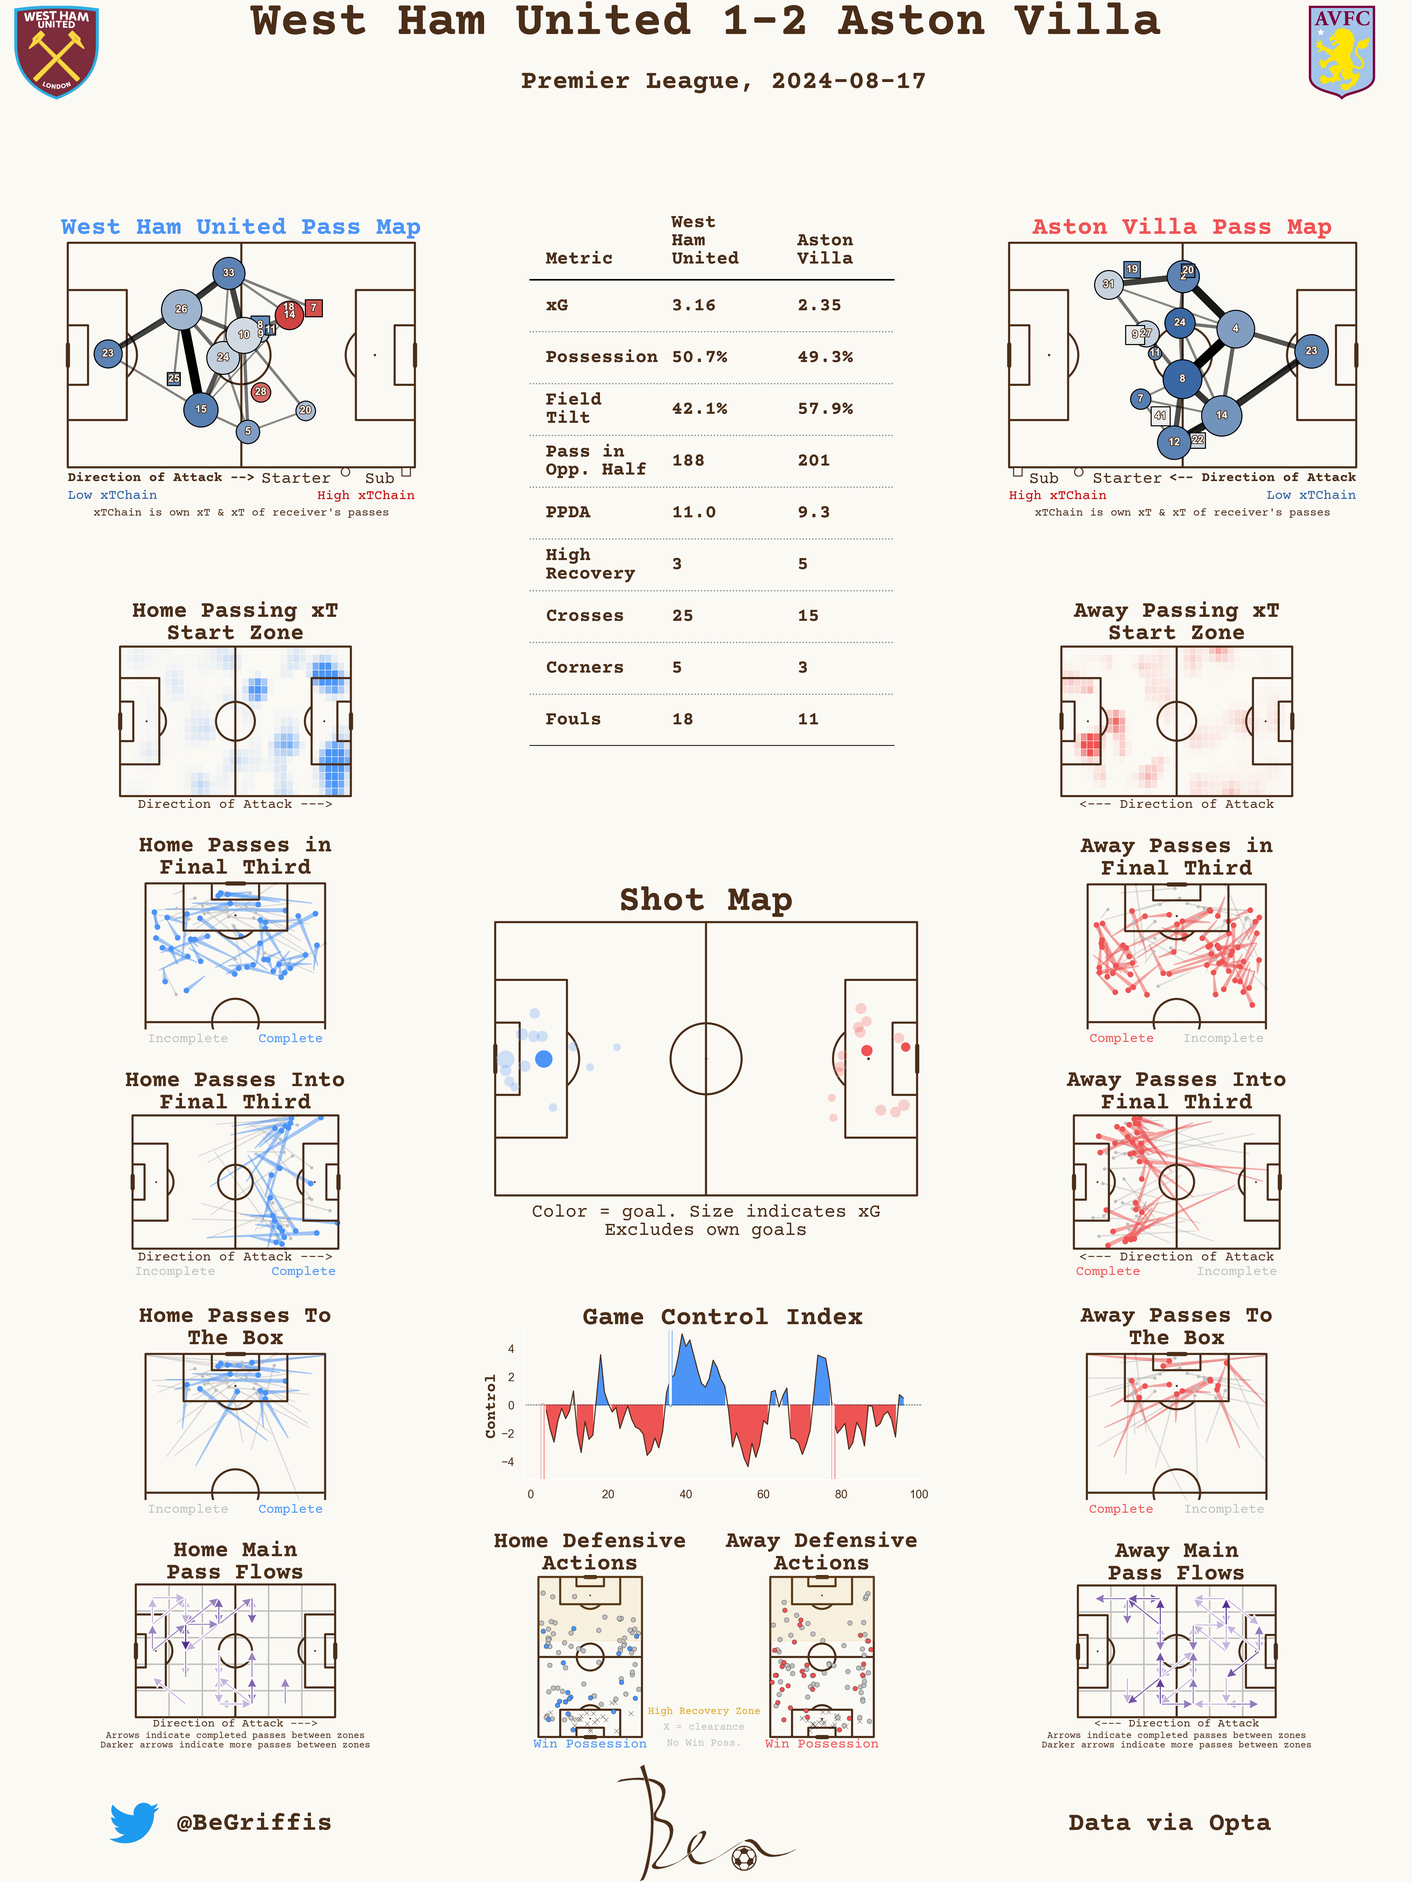 West Ham United 1-2 Aston Villa
Premier League, 2024-08-17
WEST HAM
UNITED
LONDON
AVFC
West Ham United Pass Map
33
26
18
14
7
8
9
11
10
24
23
25
28
15
20
5
Direction of Attack --> Starter Sub
Low xTChain High xTChain
xTChain is own xT & xT of receiver's passes
Metric West Ham United Aston Villa
xG 3.16 2.35
Possession 50.7% 49.3%
Field Tilt 42.1% 57.9%
Pass in Opp. Half 188 201
PPDA 11.0 9.3
High Recovery 3 5
Crosses 25 15
Corners 5 3
Fouls 18 11
Aston Villa Pass Map
19
20
2
31
24
4
9
27
11
23
8
7
41
14
12
22
Sub Starter <-- Direction of Attack
High xTChain Low xTChain
xTChain is own xT & xT of receiver's passes
Home Passing xT
Start Zone
Direction of Attack --->
Away Passing xT
Start Zone
<--- Direction of Attack
Home Passes in
Final Third
Incomplete Complete
Away Passes in
Final Third
Complete Incomplete
Shot Map
Color = goal. Size indicates xG
Excludes own goals
Home Passes Into
Final Third
Direction of Attack --->
Incomplete Complete
Away Passes Into
Final Third
<--- Direction of Attack
Complete Incomplete
Home Passes To
The Box
Incomplete Complete
Game Control Index
Control
4
2
0
−2
−4
0 20 40 60 80 100
Away Passes To
The Box
Complete Incomplete
Home Main
Pass Flows
Direction of Attack --->
Arrows indicate completed passes between zones
Darker arrows indicate more passes between zones
Home Defensive
Actions
Win Possession
High Recovery Zone
X = clearance
No Win Poss.
Away Defensive
Actions
Win Possession
Away Main
Pass Flows
<--- Direction of Attack
Arrows indicate completed passes between zones
Darker arrows indicate more passes between zones
@BeGriffis
Ben
Data via Opta